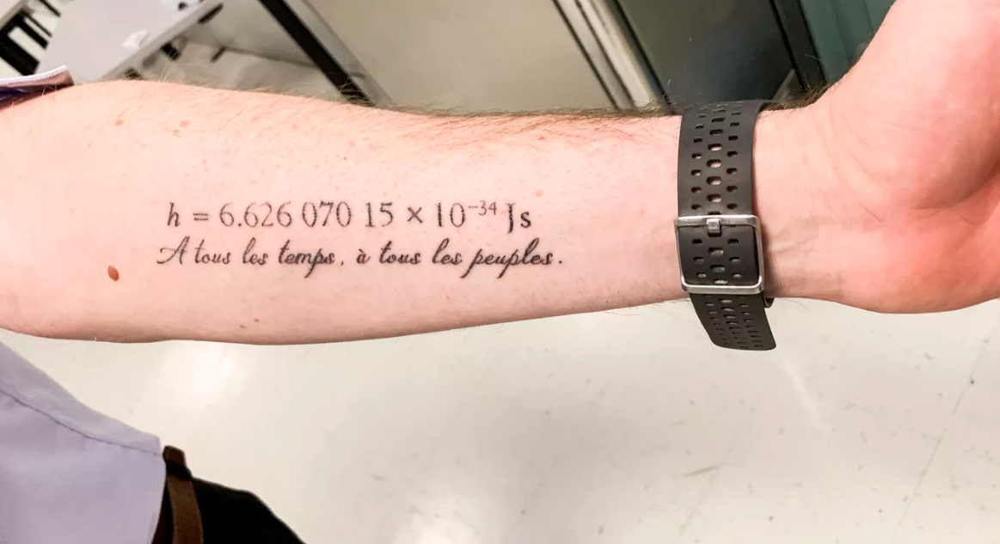 h = 6.626 070 15 × 10⁻³⁴ Js
A tous les temps, à tous les peuples.